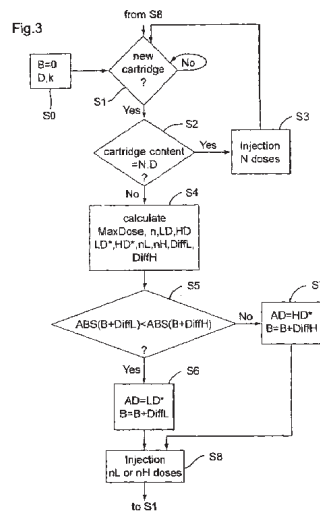 from S8
Fig.3
new
cartridge
?
No
B=0
D,k
S0
S1
Yes
S2
cartridge content
=N.D
?
Yes
S3
Injection
N doses
No
S4
calculate
MaxDose, n,LD,HD
LD*,HD*,nL,nH,DiffL,
DiffH
S5
ABS(B+DiffL)<ABS(B+DiffH)
?
No
AD=HD*
B=B+DiffH
Yes
S6
AD=LD*
B=B+DiffL
Injection
nL or nH doses
S8
to S1